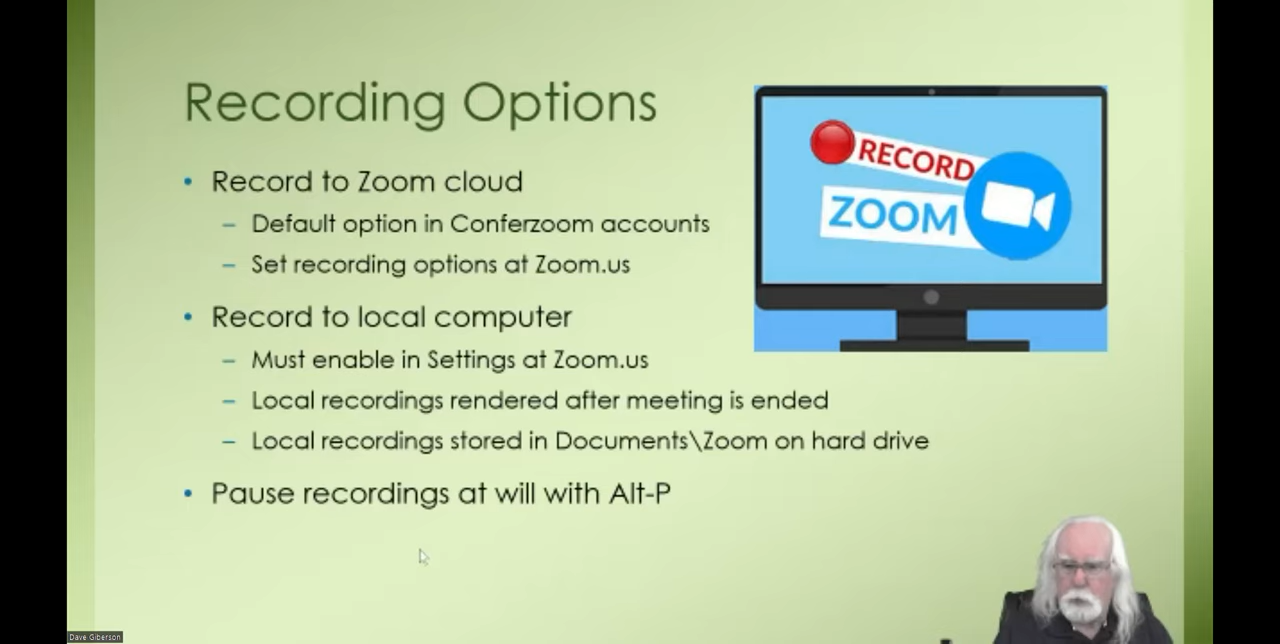 Recording Options
• Record to Zoom cloud
– Default option in Conferzoom accounts
– Set recording options at Zoom.us
• Record to local computer
– Must enable in Settings at Zoom.us
– Local recordings rendered after meeting is ended
– Local recordings stored in Documents\Zoom on hard drive
• Pause recordings at will with Alt-P
RECORD
ZOOM
Dave Giberson